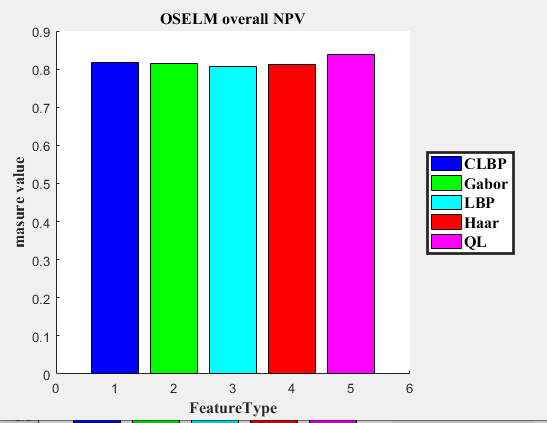 OSELM overall NPV
0.9
0.8
0.7
0.6
0.5
0.4
0.3
0.2
0.1
0
masure value
0 1 2 3 4 5 6
FeatureType
CLBP
Gabor
LBP
Haar
QL